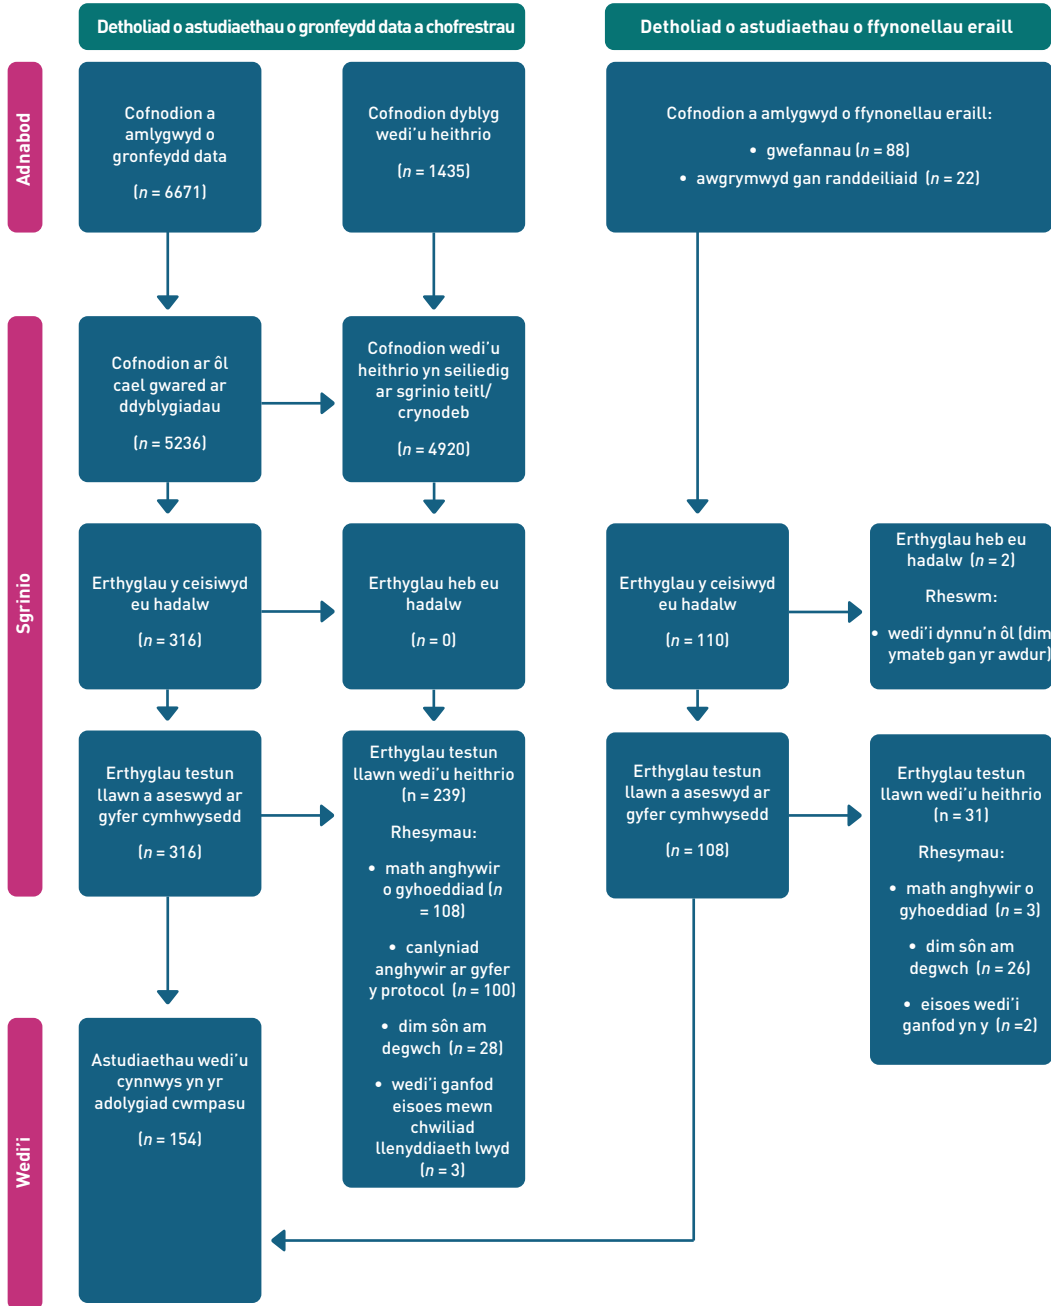 Detholiad o astudiaethau o gronfeydd data a chofrestrau
Detholiad o astudiaethau o ffynonellau eraill
Adnabod
Cofnodion a
amlygwyd o
gronfeydd data
(n = 6671)
Cofnodion dyblyg
wedi'u heithrio
(n = 1435)
Cofnodion a amlygwyd o ffynonellau eraill:
• gwefannau (n = 88)
• awgrymwyd gan randdeiliaid (n = 22)
Sgrinio
Cofnodion ar ôl
cael gwared ar
ddyblygiadau
(n = 5236)
Cofnodion wedi'u
heithrio yn seiliedig
ar sgrinio teitl/
crynodeb
(n = 4920)
Erthyglau y ceisiwyd
eu hadalw
(n = 316)
Erthyglau heb eu
hadalw
(n = 0)
Erthyglau y ceisiwyd
eu hadalw
(n = 110)
Erthyglau heb eu
hadalw (n = 2)
Rheswm:
• wedi'i dynnu'n ôl (dim
ymateb gan yr awdur)
Erthyglau testun
llawn a aseswyd ar
gyfer cymhwysedd
(n = 316)
Erthyglau testun
llawn wedi'u heithrio
(n = 239)
Rhesymau:
• math anghywir
o gyhoeddiad (n
= 108)
• canlyniad
anghywir ar gyfer
y protocol (n = 100)
• dim sôn am
degwch (n = 28)
• wedi'i ganfod
eisoes mewn
chwiliad
llenyddiaeth lwyd
(n = 3)
Erthyglau testun
llawn a aseswyd ar
gyfer cymhwysedd
(n = 108)
Erthyglau testun
llawn wedi'u heithrio
(n = 31)
Rhesymau:
• math anghywir o
gyhoeddiad (n = 3)
• dim sôn am
degwch (n = 26)
• eisoes wedi'i
ganfod yn y (n =2)
Wedi'i
Astudiaethau wedi'u
cynnwys yn yr
adolygiad cwmpasu
(n = 154)